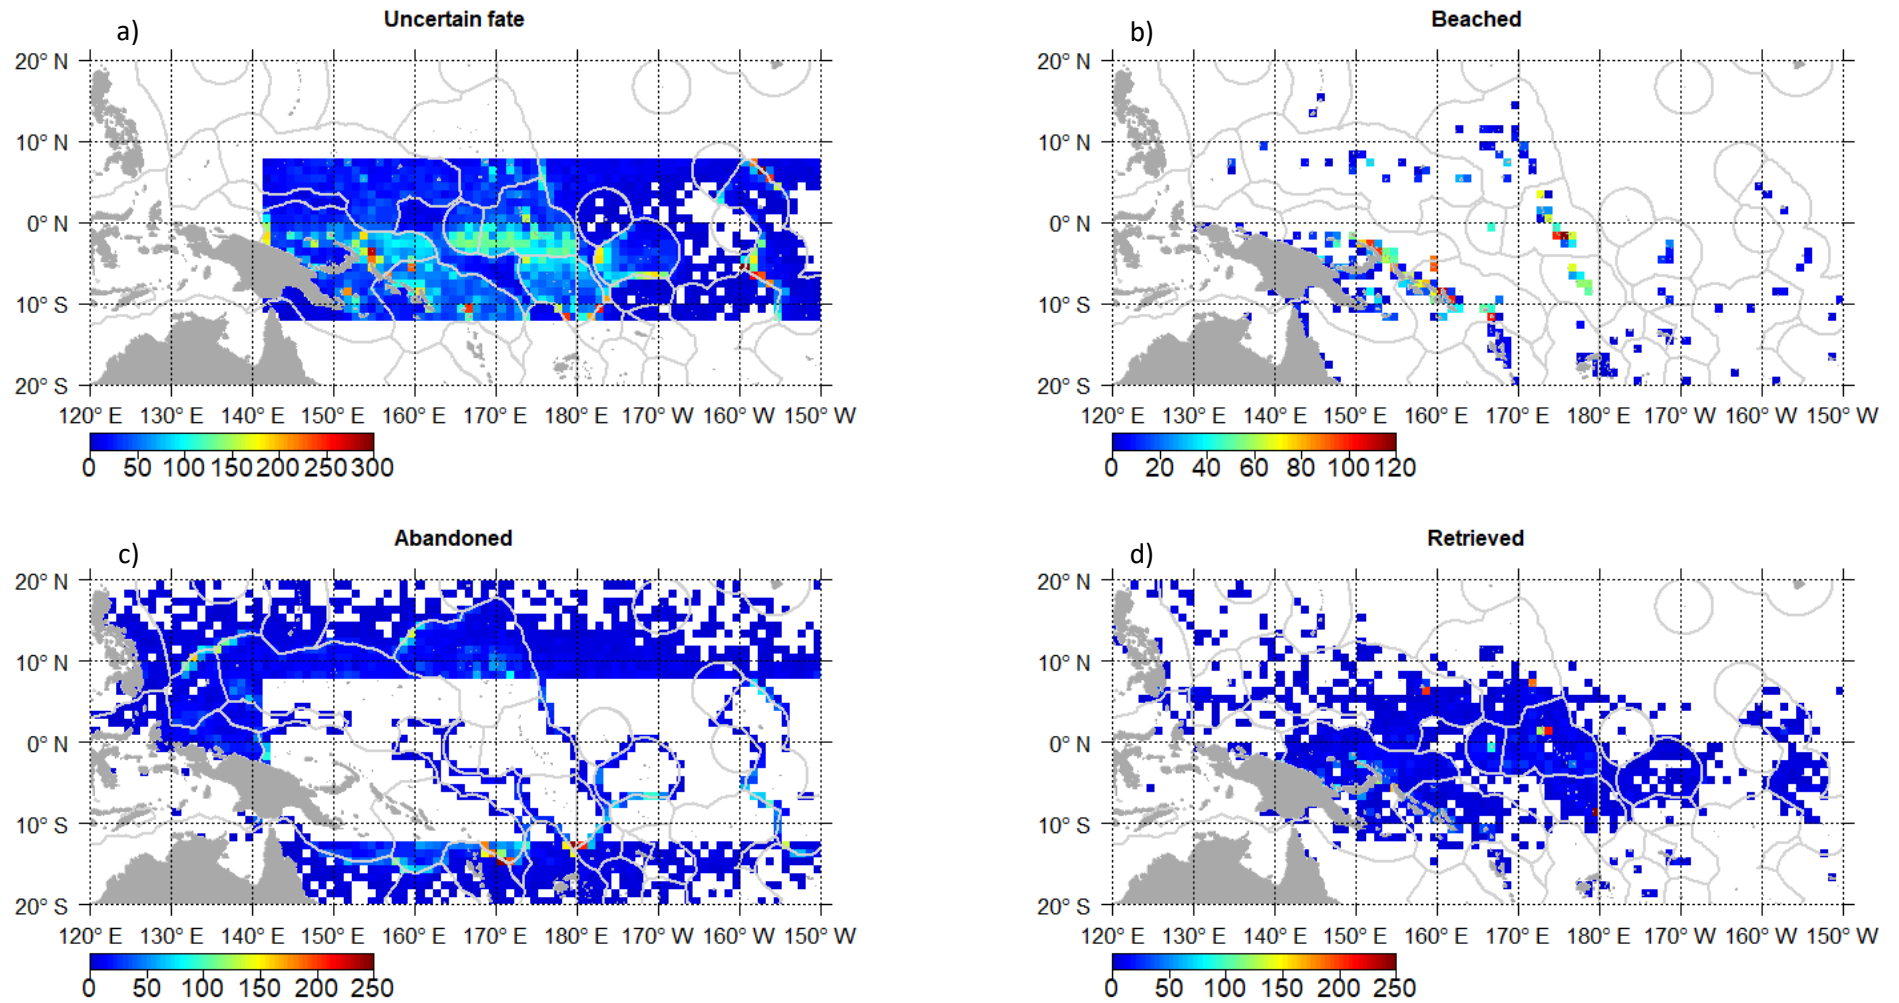 a)
Uncertain fate
20° N
10° N
0° N
10° S
20° S
120° E 130° E 140° E 150° E 160° E 170° E 180° E 170° W 160° W 150° W
0 50 100 150 200 250 300
b)
Beached
20° N
10° N
0° N
10° S
20° S
120° E 130° E 140° E 150° E 160° E 170° E 180° E 170° W 160° W 150° W
0 20 40 60 80 100 120
c)
Abandoned
20° N
10° N
0° N
10° S
20° S
120° E 130° E 140° E 150° E 160° E 170° E 180° E 170° W 160° W 150° W
0 50 100 150 200 250
d)
Retrieved
20° N
10° N
0° N
10° S
20° S
120° E 130° E 140° E 150° E 160° E 170° E 180° E 170° W 160° W 150° W
0 50 100 150 200 250